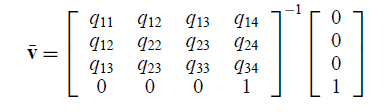 v̄ = [ q11 q12 q13 q14
q12 q22 q23 q24
q13 q23 q33 q34
0 0 0 1 ]−1 [ 0
0
0
1 ]